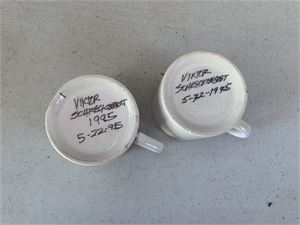 VIKTOR
SCHRECKENGOST
1995
5-22-95
VIKTOR
SCHRECKENGOST
5-22-1995